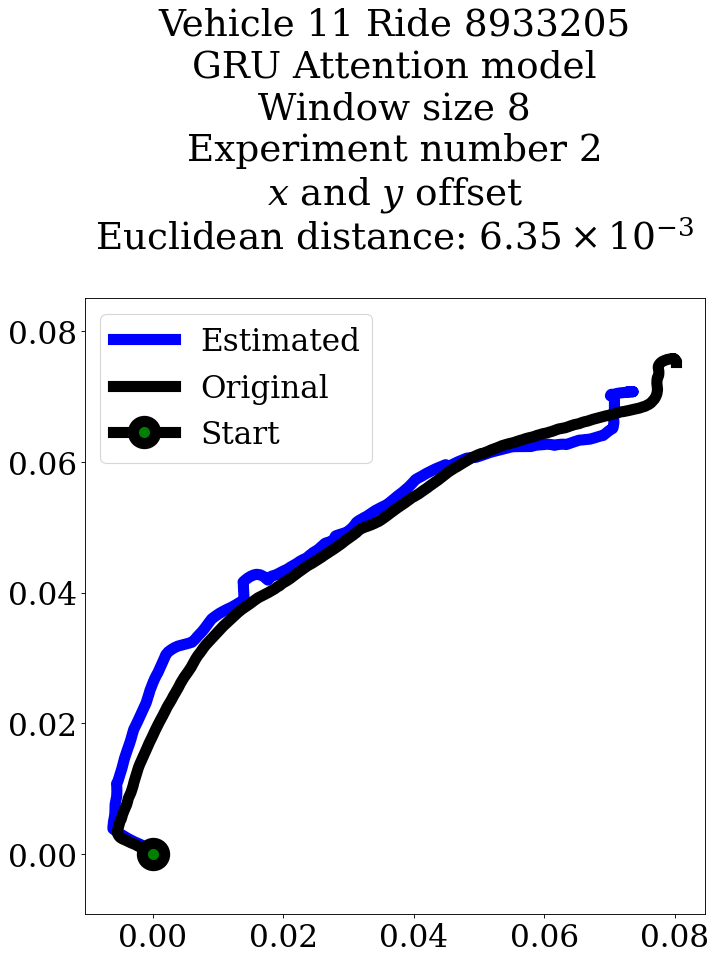 Vehicle 11 Ride 8933205
GRU Attention model
Window size 8
Experiment number 2
x and y offset
Euclidean distance: 6.35 × 10⁻³
Estimated
Original
Start
0.08
0.06
0.04
0.02
0.00
0.00 0.02 0.04 0.06 0.08